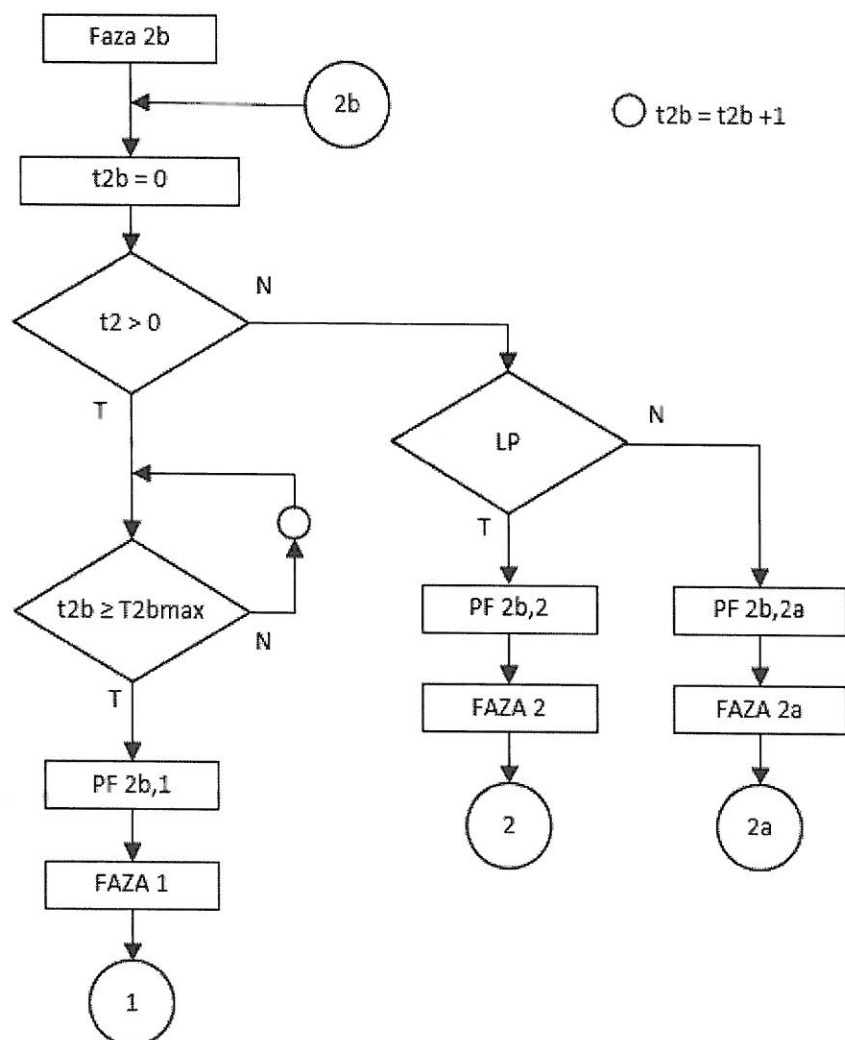 Faza 2b
2b
t2b = t2b +1
t2b = 0
t2 > 0
N
T
LP
N
T
t2b ≥ T2bmax
N
T
PF 2b,2
PF 2b,2a
FAZA 2
FAZA 2a
PF 2b,1
2
2a
FAZA 1
1